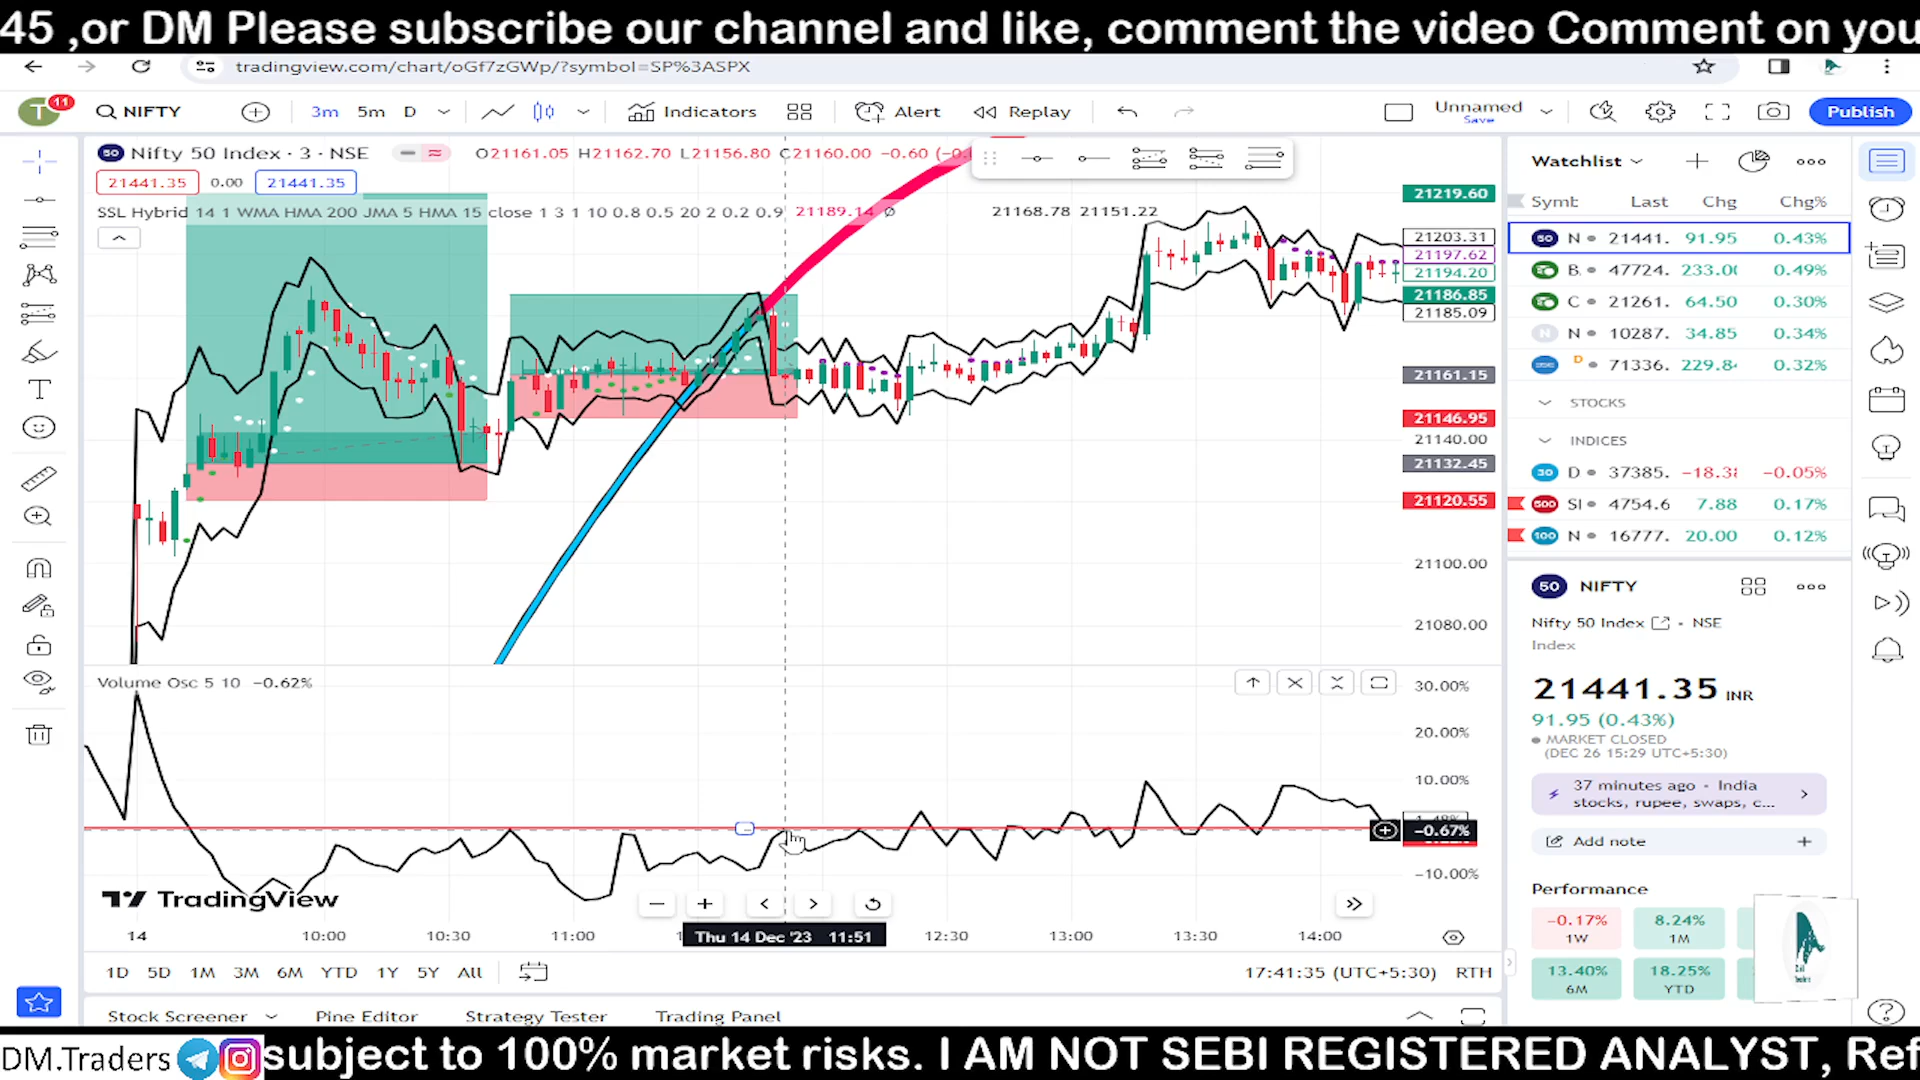 45 ,or DM Please subscribe our channel and like, comment the video Comment on you
tradingview.com/chart/oGf7zGWp/?symbol=SP%3ASPX
T 11 NIFTY 3m 5m D Indicators Alert Replay Unnamed Save Publish
50 Nifty 50 Index · 3 · NSE O21161.05 H21162.70 L21156.80 C21160.00 −0.60
21441.35 0.00 21441.35
SSL Hybrid 14 1 WMA HMA 200 JMA 5 HMA 15 close 1 3 1 10 0.8 0.5 20 2 0.2 0.9 21189.14 ∅ 21168.78 21151.22
21219.60
21203.31
21197.62
21194.20
21186.85
21185.09
21161.15
21146.95
21140.00
21132.45
21120.55
21100.00
21080.00
Volume Osc 5 10 −0.62%
30.00%
20.00%
10.00%
−0.67%
−10.00%
TradingView
14 10:00 10:30 11:00 Thu 14 Dec '23 11:51 12:30 13:00 13:30 14:00
1D 5D 1M 3M 6M YTD 1Y 5Y All 17:41:35 (UTC+5:30) RTH
Stock Screener Pine Editor Strategy Tester Trading Panel
Watchlist
Last Chg Chg%
50 N 21441. 91.95 0.43%
B. 47724. 233.0 0.49%
C 21261. 64.50 0.30%
N N 10287. 34.85 0.34%
D 71336. 229.8 0.32%
STOCKS
INDICES
30 D 37385. −18.3 −0.05%
500 4754.6 7.88 0.17%
100 N 16777. 20.00 0.12%
50 NIFTY
Nifty 50 Index • NSE
Index
21441.35 INR
91.95 (0.43%)
MARKET CLOSED
(DEC 26 15:29 UTC+5:30)
37 minutes ago · India
stocks, rupee, swaps, c...
Add note
Performance
−0.17% 8.24%
1W 1M
13.40% 18.25%
6M YTD
DM.Traders subject to 100% market risks. I AM NOT SEBI REGISTERED ANALYST, Ref